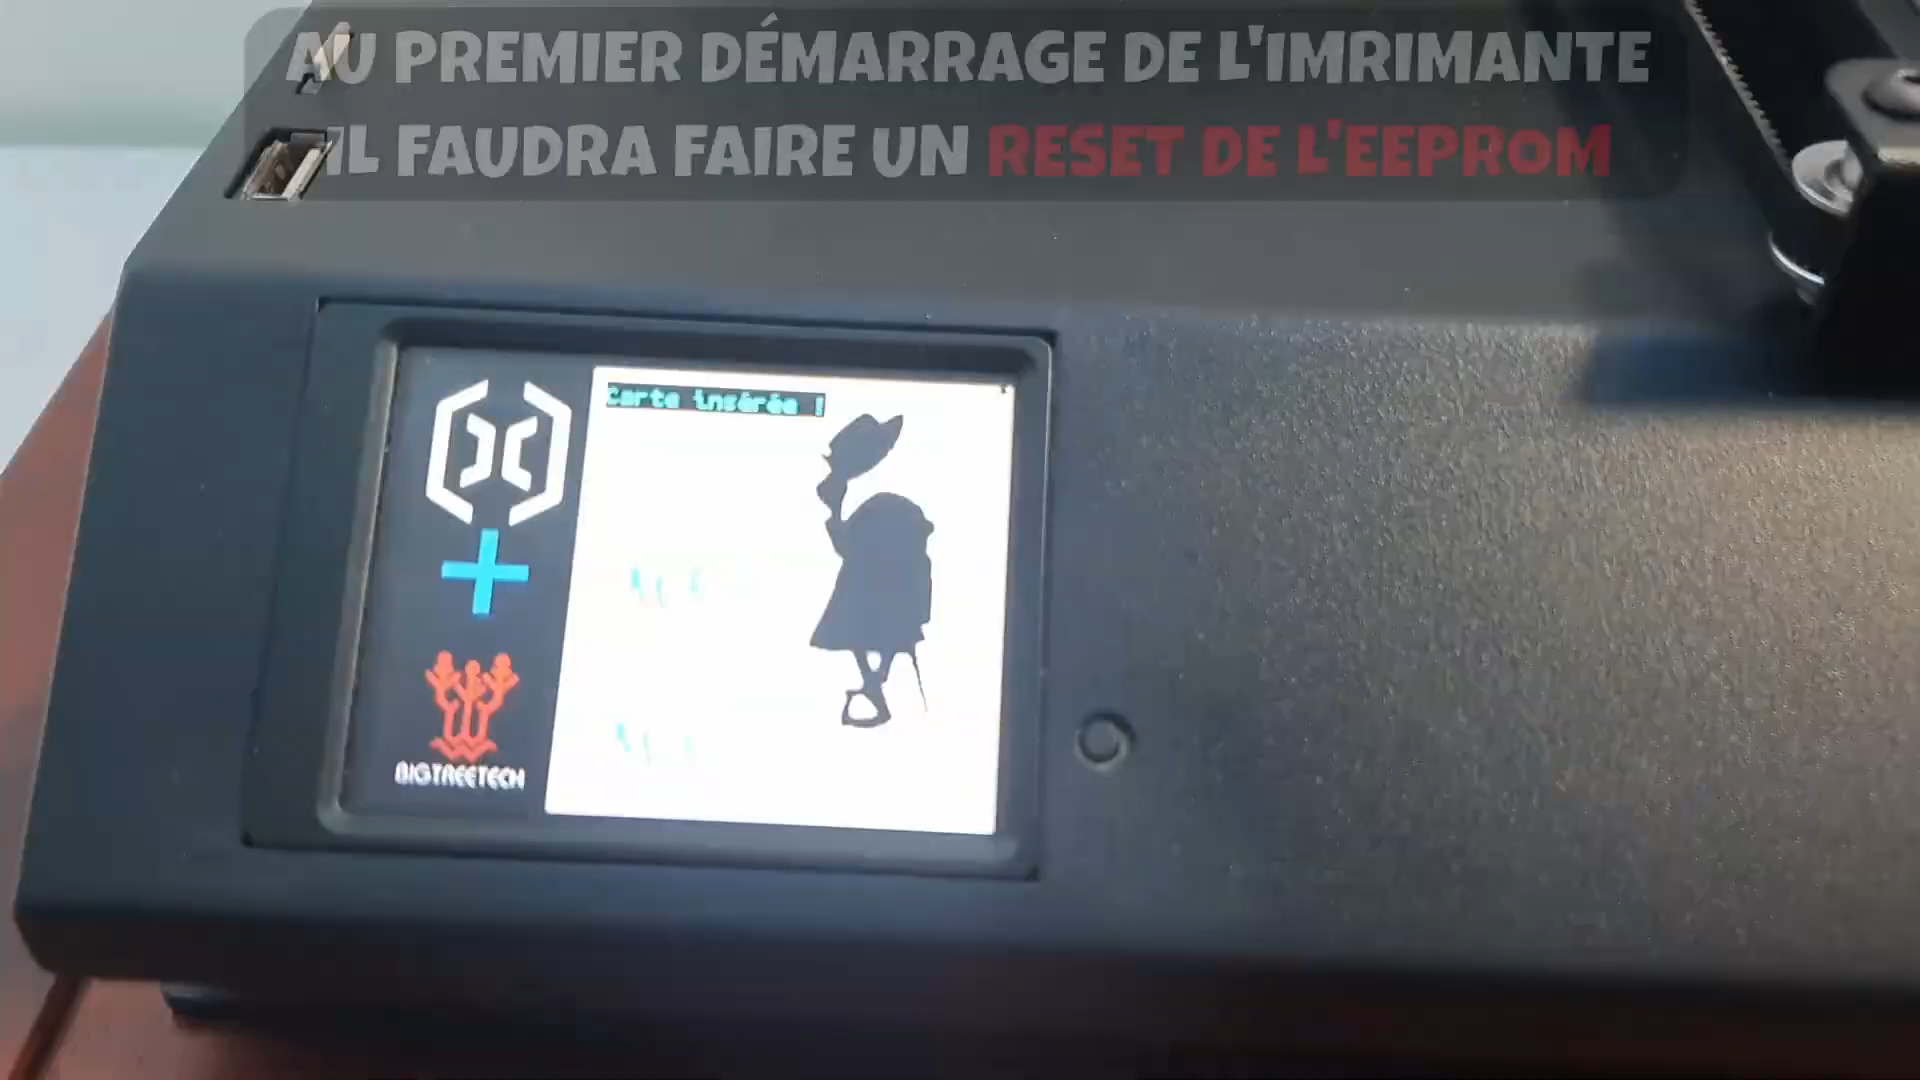 AU PREMIER DÉMARRAGE DE L'IMRIMANTE
IL FAUDRA FAIRE UN RESET DE L'EEPROM
Carte insérée !
BIGTREETECH